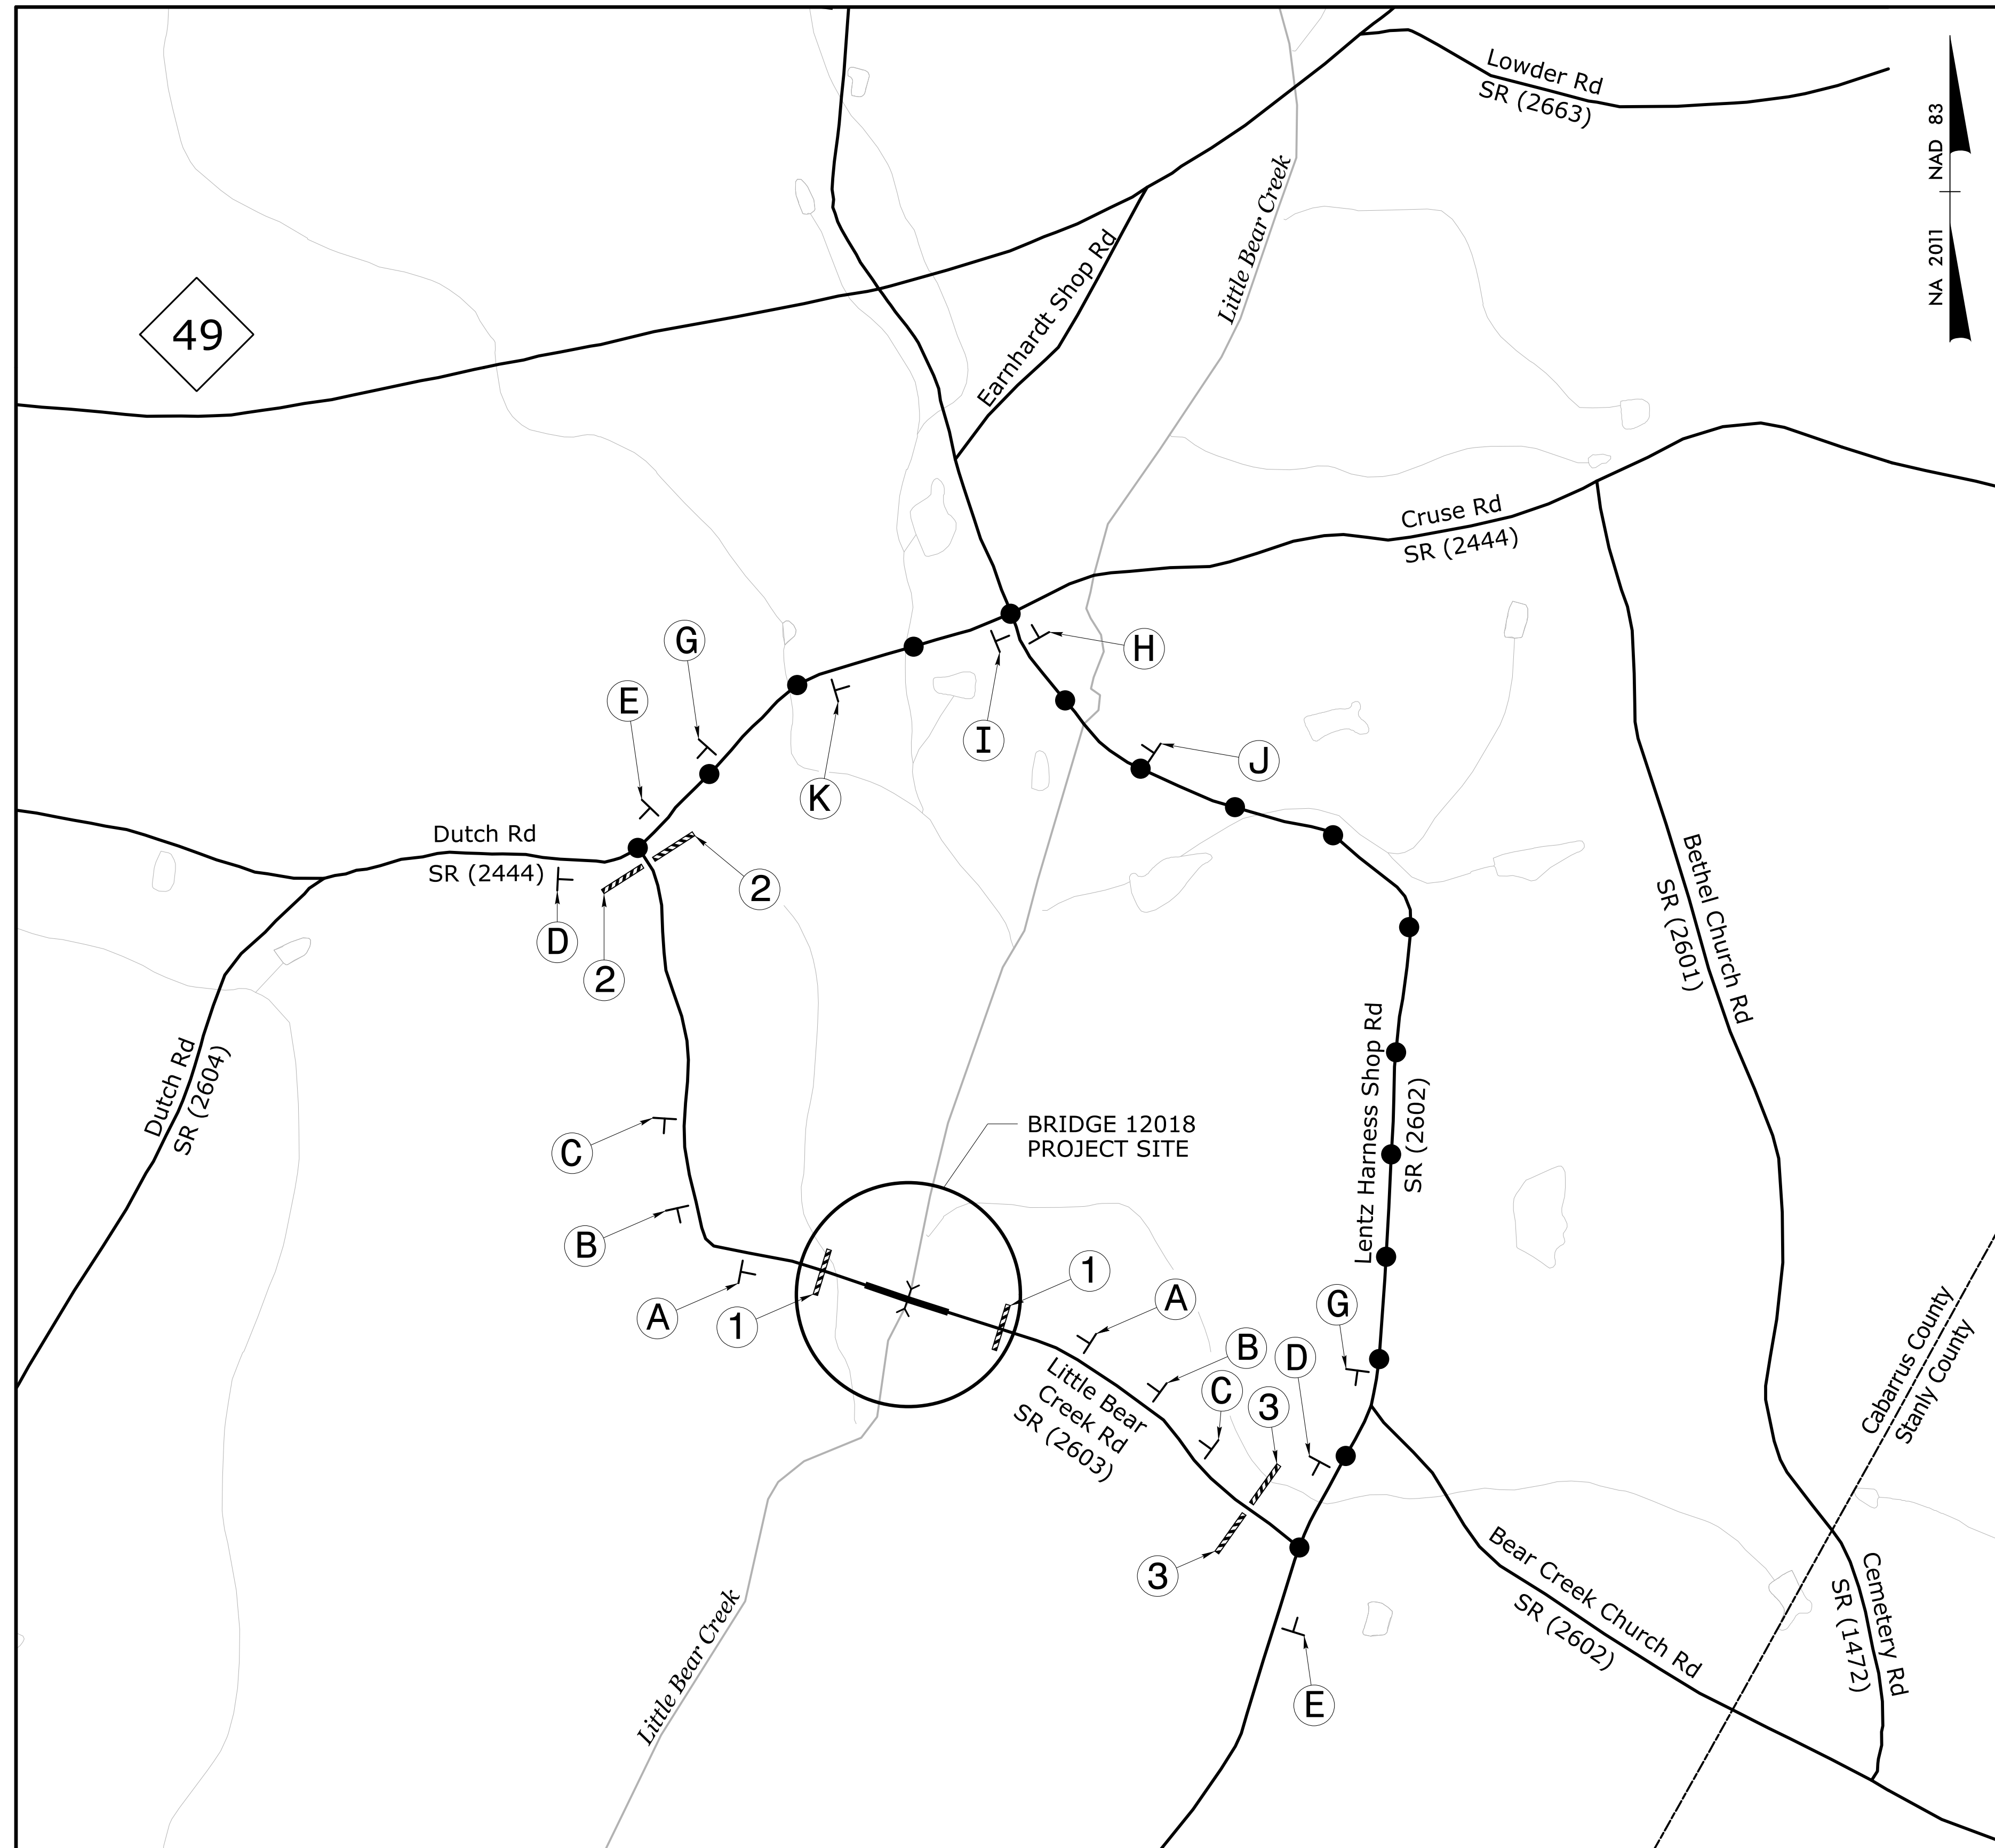 Lowder Rd
SR (2663)
NAD 83
NA 2011
Little Bear Creek
Earnhardt Shop Rd
49
Cruse Rd
SR (2444)
G
H
E
I
J
K
Dutch Rd
SR (2444)
2
D
2
Bethel Church Rd
SR (2601)
Dutch Rd
SR (2604)
Lentz Harness Shop Rd
SR (2602)
BRIDGE 12018
PROJECT SITE
C
B
1
A
A
1
G
B
D
C
3
Little Bear
Creek Rd
SR (2603)
Cabarrus County
Stanly County
3
Bear Creek Church Rd
SR (2602)
Cemetery Rd
SR (1472)
Little Bear Creek
E